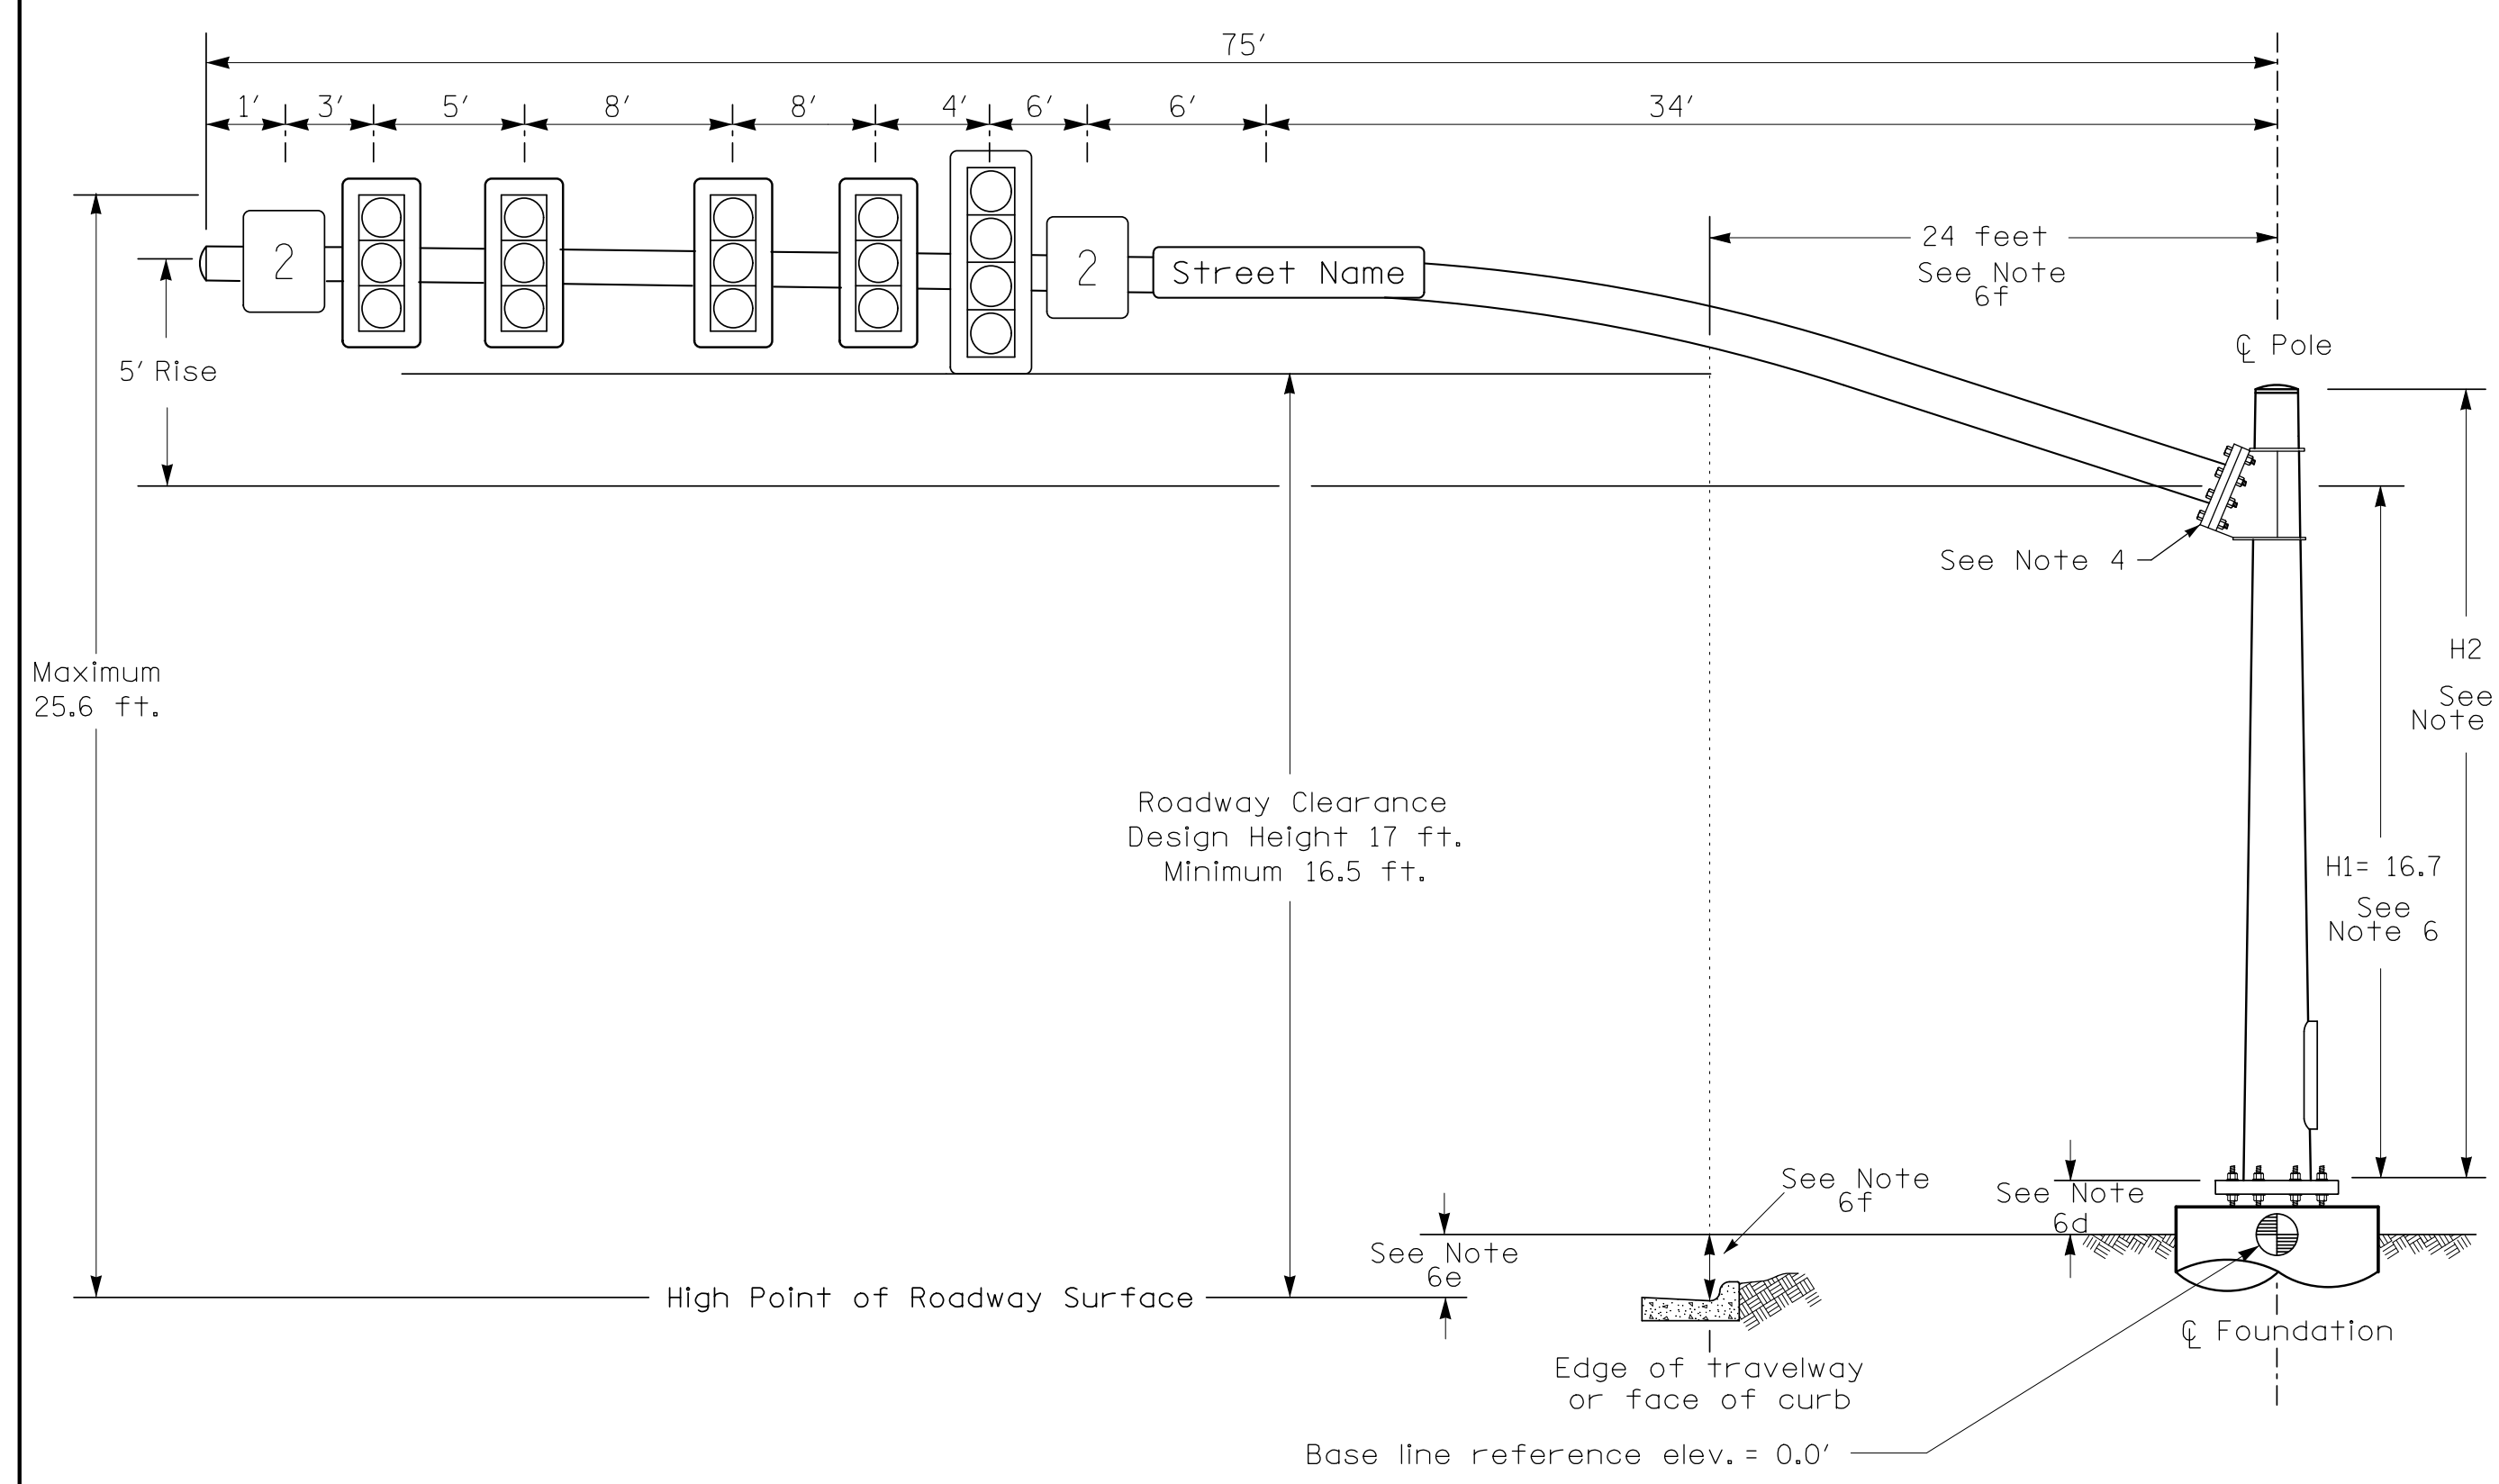 75'
1' 3' 5' 8' 8' 4' 6' 6' 34'
2
2
Street Name
24 feet
See Note
6f
℄ Pole
5' Rise
See Note 4
Maximum
25.6 ft.
H2
See
Note
Roadway Clearance
Design Height 17 ft.
Minimum 16.5 ft.
H1= 16.7
See
Note 6
See Note
6f
See Note
6d
See Note
6e
High Point of Roadway Surface
℄ Foundation
Edge of travelway
or face of curb
Base line reference elev. = 0.0'